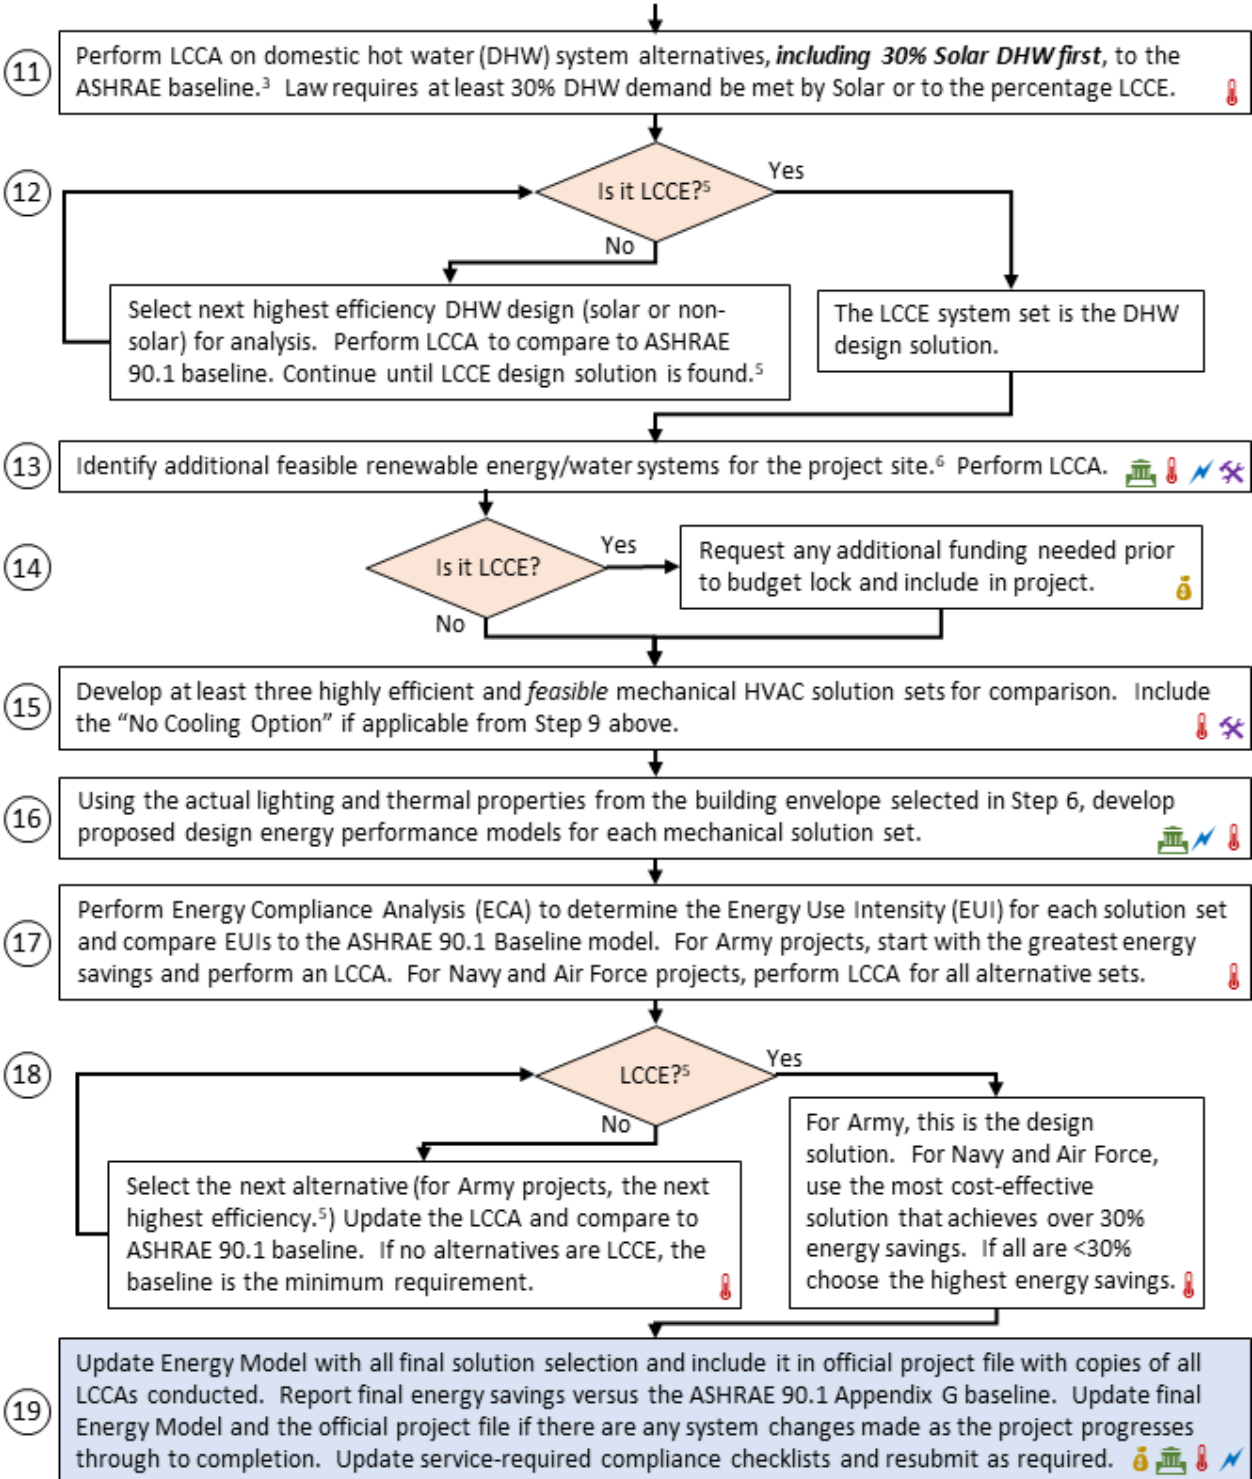 11
Perform LCCA on domestic hot water (DHW) system alternatives, including 30% Solar DHW first, to the
ASHRAE baseline.³ Law requires at least 30% DHW demand be met by Solar or to the percentage LCCE.
12
Is it LCCE?⁵
Yes
No
Select next highest efficiency DHW design (solar or non-
solar) for analysis. Perform LCCA to compare to ASHRAE
90.1 baseline. Continue until LCCE design solution is found.⁵
The LCCE system set is the DHW
design solution.
13
Identify additional feasible renewable energy/water systems for the project site.⁶ Perform LCCA.
14
Is it LCCE?
Yes
No
Request any additional funding needed prior
to budget lock and include in project.
15
Develop at least three highly efficient and feasible mechanical HVAC solution sets for comparison. Include
the “No Cooling Option” if applicable from Step 9 above.
16
Using the actual lighting and thermal properties from the building envelope selected in Step 6, develop
proposed design energy performance models for each mechanical solution set.
17
Perform Energy Compliance Analysis (ECA) to determine the Energy Use Intensity (EUI) for each solution set
and compare EUIs to the ASHRAE 90.1 Baseline model. For Army projects, start with the greatest energy
savings and perform an LCCA. For Navy and Air Force projects, perform LCCA for all alternative sets.
18
LCCE?⁵
Yes
No
Select the next alternative (for Army projects, the next
highest efficiency.⁵) Update the LCCA and compare to
ASHRAE 90.1 baseline. If no alternatives are LCCE, the
baseline is the minimum requirement.
For Army, this is the design
solution. For Navy and Air Force,
use the most cost-effective
solution that achieves over 30%
energy savings. If all are <30%
choose the highest energy savings.
19
Update Energy Model with all final solution selection and include it in official project file with copies of all
LCCAs conducted. Report final energy savings versus the ASHRAE 90.1 Appendix G baseline. Update final
Energy Model and the official project file if there are any system changes made as the project progresses
through to completion. Update service-required compliance checklists and resubmit as required.